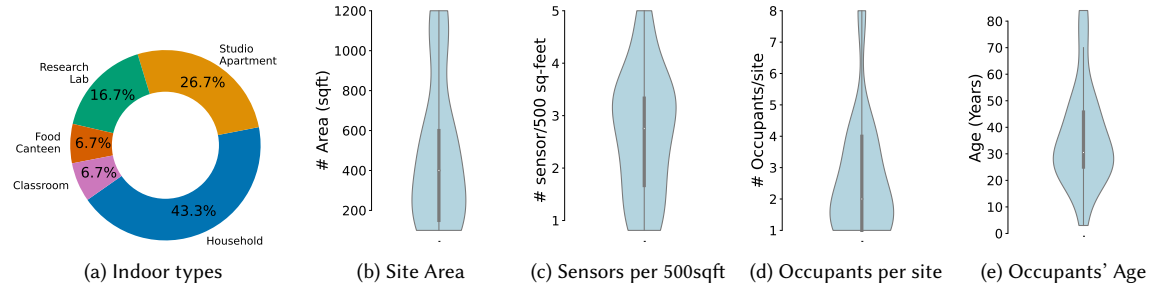 Studio
Apartment
26.7%
Research
Lab
16.7%
Food
Canteen
6.7%
Classroom
6.7%
43.3%
Household
(a) Indoor types
# Area (sqft)
1200
1000
800
600
400
200
(b) Site Area
# sensor/500 sq-feet
5
4
3
2
1
(c) Sensors per 500sqft
# Occupants/site
8
7
6
5
4
3
2
1
(d) Occupants per site
Age (Years)
80
70
60
50
40
30
20
10
0
(e) Occupants' Age